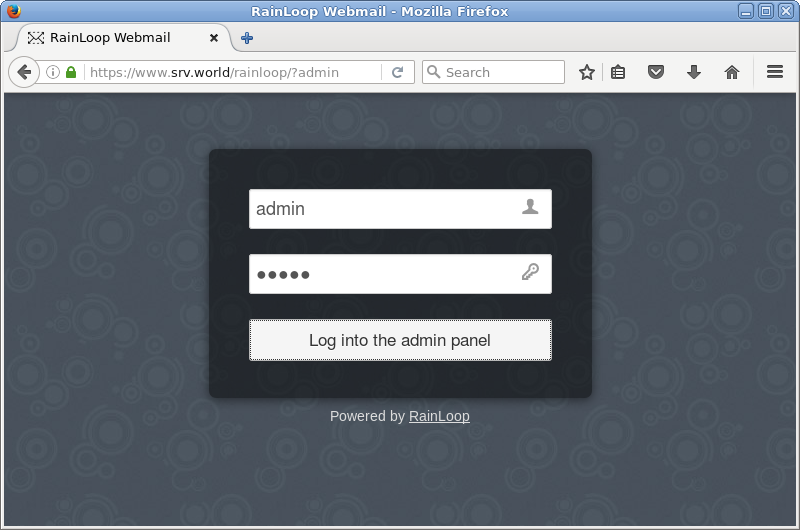 RainLoop Webmail - Mozilla Firefox
RainLoop Webmail
https://www.srv.world/rainloop/?admin
Search
admin
●●●●●
Log into the admin panel
Powered by RainLoop